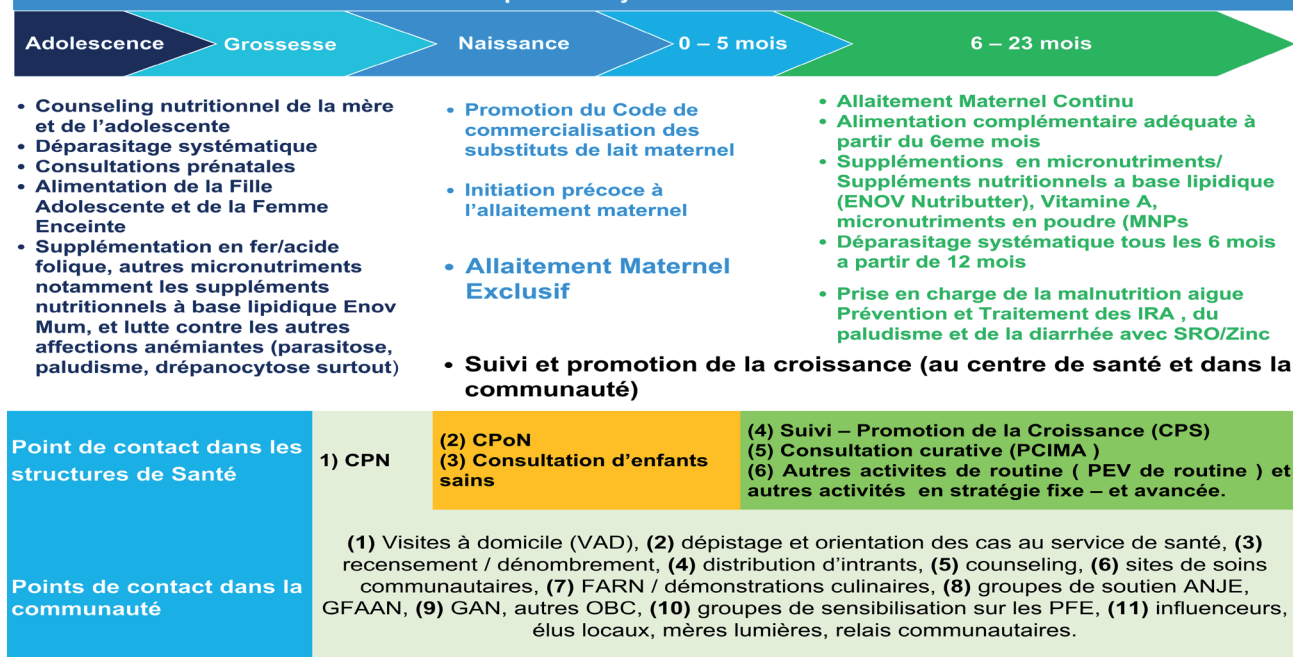 Adolescence
Grossesse
Naissance
0 – 5 mois
6 – 23 mois
• Counseling nutritionnel de la mère
et de l'adolescente
• Déparasitage systématique
• Consultations prénatales
• Alimentation de la Fille
Adolescente et de la Femme
Enceinte
• Supplémentation en fer/acide
folique, autres micronutriments
notamment les suppléments
nutritionnels à base lipidique Enov
Mum, et lutte contre les autres
affections anémiantes (parasitose,
paludisme, drépanocytose surtout)
• Promotion du Code de
commercialisation des
substituts de lait maternel
• Initiation précoce à
l'allaitement maternel
• Allaitement Maternel
Exclusif
• Allaitement Maternel Continu
• Alimentation complémentaire adéquate à
partir du 6eme mois
• Supplémentions en micronutriments/
Suppléments nutritionnels a base lipidique
(ENOV Nutributter), Vitamine A,
micronutriments en poudre (MNPs
• Déparasitage systématique tous les 6 mois
a partir de 12 mois
• Prise en charge de la malnutrition aigue
Prévention et Traitement des IRA , du
paludisme et de la diarrhée avec SRO/Zinc
• Suivi et promotion de la croissance (au centre de santé et dans la
communauté)
Point de contact dans les
structures de Santé
1) CPN
(2) CPoN
(3) Consultation d'enfants
sains
(4) Suivi – Promotion de la Croissance (CPS)
(5) Consultation curative (PCIMA )
(6) Autres activites de routine ( PEV de routine ) et
autres activités en stratégie fixe – et avancée.
Points de contact dans la
communauté
(1) Visites à domicile (VAD), (2) dépistage et orientation des cas au service de santé, (3)
recensement / dénombrement, (4) distribution d'intrants, (5) counseling, (6) sites de soins
communautaires, (7) FARN / démonstrations culinaires, (8) groupes de soutien ANJE,
GFAAN, (9) GAN, autres OBC, (10) groupes de sensibilisation sur les PFE, (11) influenceurs,
élus locaux, mères lumières, relais communautaires.